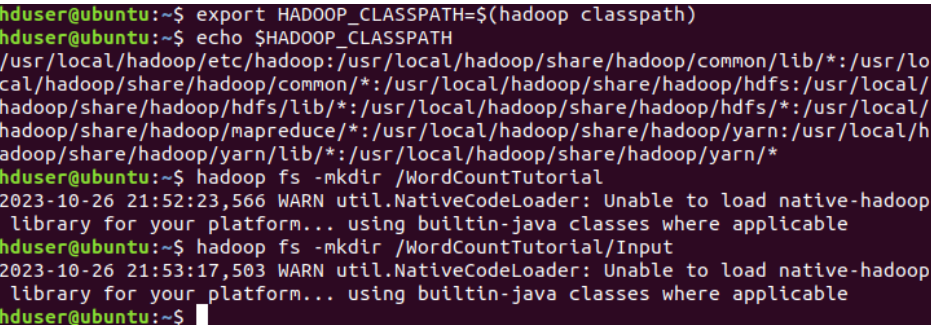 hduser@ubuntu:~$ export HADOOP_CLASSPATH=$(hadoop classpath)
hduser@ubuntu:~$ echo $HADOOP_CLASSPATH
/usr/local/hadoop/etc/hadoop:/usr/local/hadoop/share/hadoop/common/lib/*:/usr/lo
cal/hadoop/share/hadoop/common/*:/usr/local/hadoop/share/hadoop/hdfs:/usr/local/
hadoop/share/hadoop/hdfs/lib/*:/usr/local/hadoop/share/hadoop/hdfs/*:/usr/local/
hadoop/share/hadoop/mapreduce/*:/usr/local/hadoop/share/hadoop/yarn:/usr/local/h
adoop/share/hadoop/yarn/lib/*:/usr/local/hadoop/share/hadoop/yarn/*
hduser@ubuntu:~$ hadoop fs -mkdir /WordCountTutorial
2023-10-26 21:52:23,566 WARN util.NativeCodeLoader: Unable to load native-hadoop
 library for your platform... using builtin-java classes where applicable
hduser@ubuntu:~$ hadoop fs -mkdir /WordCountTutorial/Input
2023-10-26 21:53:17,503 WARN util.NativeCodeLoader: Unable to load native-hadoop
 library for your platform... using builtin-java classes where applicable
hduser@ubuntu:~$